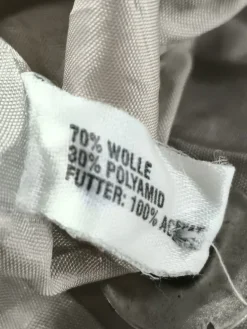 70% WOLLE
30% POLYAMID
FUTTER: 100%